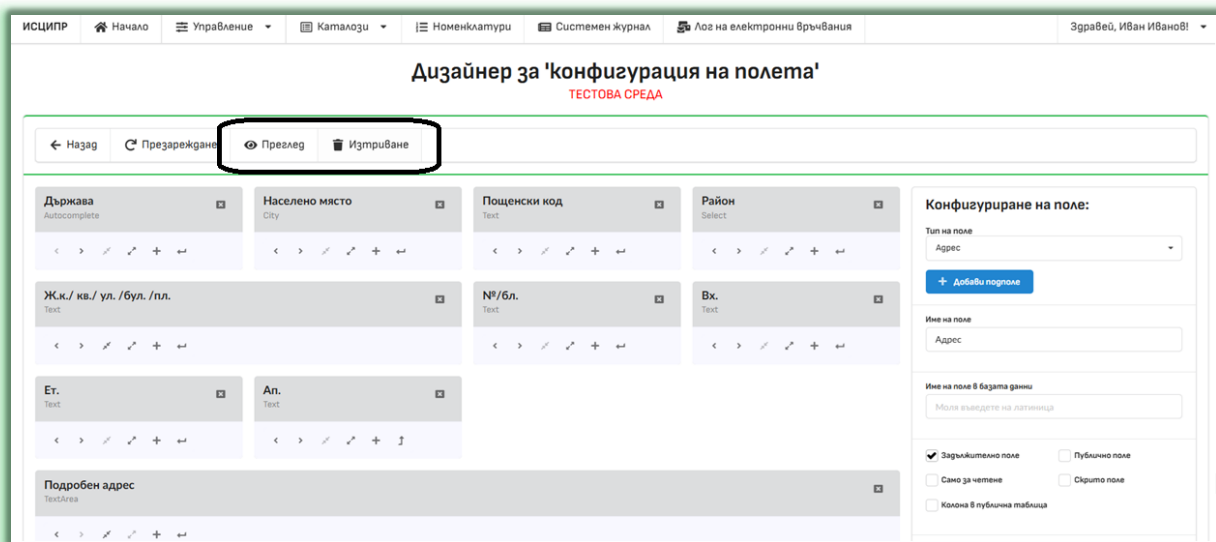 ИСЦИПР Начало Управление Каталози Номенклатури Системен журнал Лог на електронни връчвания Здравей, Иван Иванов!
Дизайнер за 'конфигурация на полета'
ТЕСТОВА СРЕДА
Назад Презареждане Преглед Изтриване
Държава
Autocomplete
Населено място
City
Пощенски код
Text
Район
Select
Ж.к./ кв./ ул. /бул. /пл.
Text
№/бл.
Text
Вх.
Text
Ет.
Text
Ап.
Text
Подробен адрес
TextArea
Конфигуриране на поле:
Тип на поле
Адрес
Добави подполе
Име на поле
Адрес
Име на поле в базата данни
Моля въведете на латиница
Задължително поле Публично поле
Само за четене Скрито поле
Колона в публична таблица